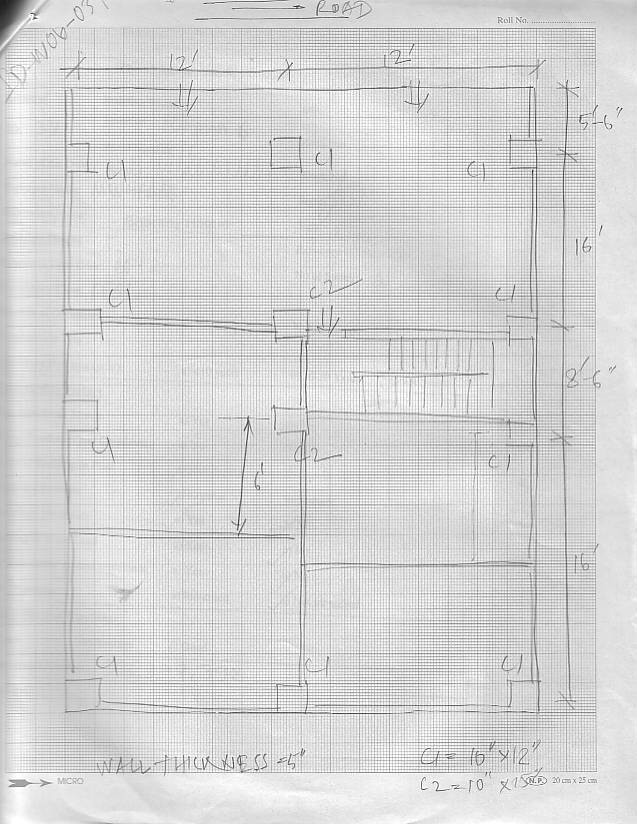 ROAD
Roll No.
12' 12'
5'-6"
C1 C1 C1
16'
C1 C2 C1
8'-6"
C1 C2 C1
6'
16'
C1 C1 C1
WALL THICKNESS = 5"
C1 = 10" X 12"
C2 = 10" X 15"
MICRO
N.P. 20 cm x 25 cm